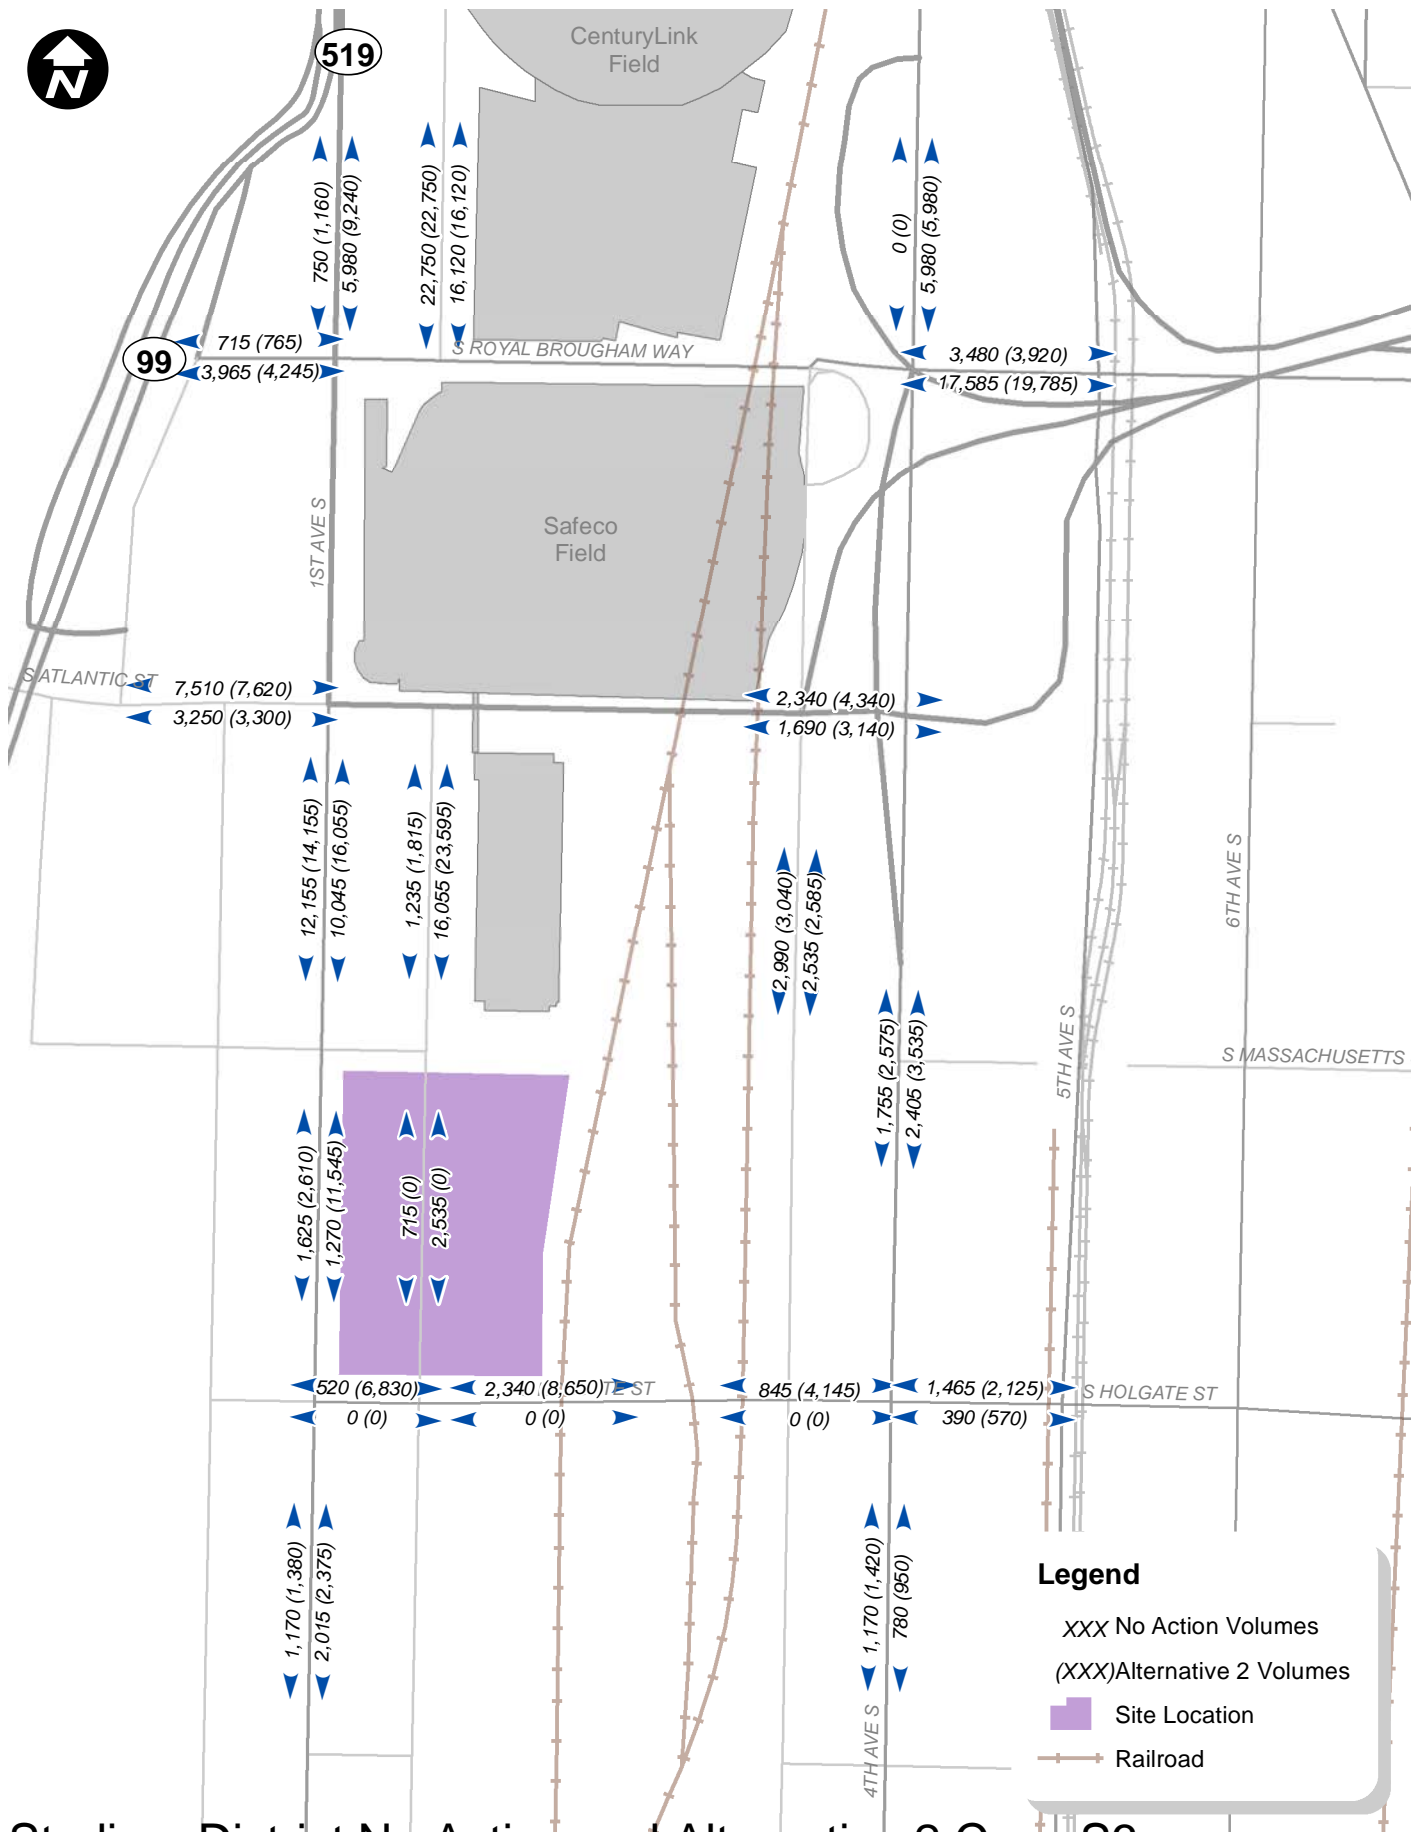 CenturyLink
Field
519
N
750 (1,160)
5,980 (9,240)
22,750 (22,750)
16,120 (16,120)
0 (0)
5,980 (5,980)
715 (765)
99
3,965 (4,245)
S ROYAL BROUGHAM WAY
3,480 (3,920)
17,585 (19,785)
1ST AVE S
Safeco
Field
S ATLANTIC ST
7,510 (7,620)
3,250 (3,300)
2,340 (4,340)
1,690 (3,140)
12,155 (14,155)
10,045 (16,055)
1,235 (1,815)
16,055 (23,595)
2,990 (3,040)
2,535 (2,585)
6TH AVE S
1,755 (2,575)
2,405 (3,535)
5TH AVE S
S MASSACHUSETTS
1,625 (2,610)
1,270 (11,545)
715 (0)
2,535 (0)
520 (6,830)
0 (0)
2,340 (8,650)
TE ST
0 (0)
845 (4,145)
0 (0)
1,465 (2,125)
390 (570)
S HOLGATE ST
1,170 (1,380)
2,015 (2,375)
1,170 (1,420)
780 (950)
4TH AVE S
Legend
XXX No Action Volumes
(XXX)Alternative 2 Volumes
Site Location
Railroad